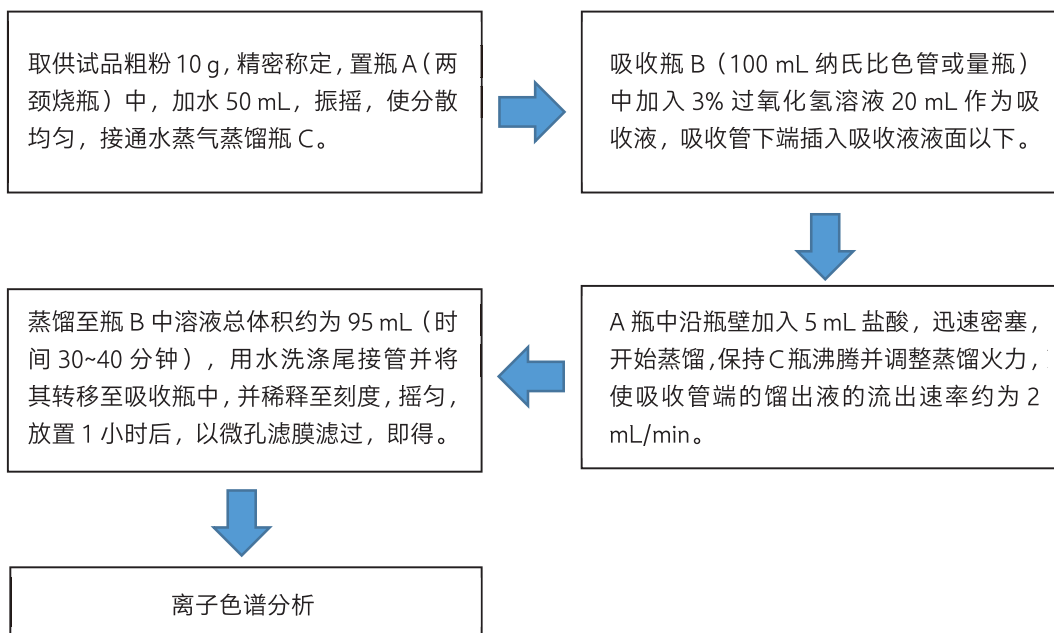 取供试品粗粉 10 g，精密称定，置瓶 A（两
颈烧瓶）中，加水 50 mL，振摇，使分散
均匀，接通水蒸气蒸馏瓶 C。
吸收瓶 B（100 mL 纳氏比色管或量瓶）
中加入 3% 过氧化氢溶液 20 mL 作为吸
收液，吸收管下端插入吸收液液面以下。
A 瓶中沿瓶壁加入 5 mL 盐酸，迅速密塞，
开始蒸馏，保持 C 瓶沸腾并调整蒸馏火力，
使吸收管端的馏出液的流出速率约为 2
mL/min。
蒸馏至瓶 B 中溶液总体积约为 95 mL（时
间 30~40 分钟），用水洗涤尾接管并将
其转移至吸收瓶中，并稀释至刻度，摇匀，
放置 1 小时后，以微孔滤膜滤过，即得。
离子色谱分析